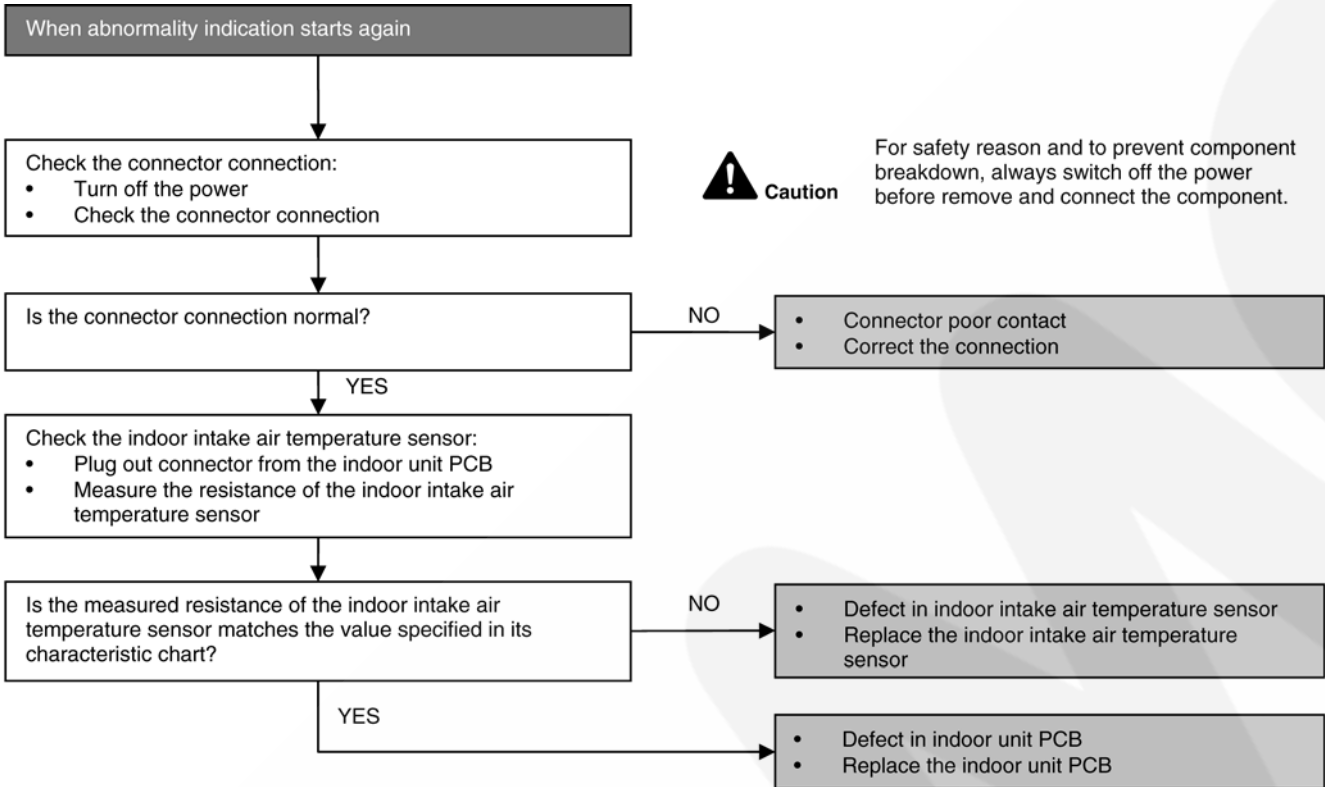 When abnormality indication starts again
Check the connector connection:
• Turn off the power
• Check the connector connection
Caution
For safety reason and to prevent component
breakdown, always switch off the power
before remove and connect the component.
Is the connector connection normal?
NO
• Connector poor contact
• Correct the connection
YES
Check the indoor intake air temperature sensor:
• Plug out connector from the indoor unit PCB
• Measure the resistance of the indoor intake air
temperature sensor
Is the measured resistance of the indoor intake air
temperature sensor matches the value specified in its
characteristic chart?
NO
• Defect in indoor intake air temperature sensor
• Replace the indoor intake air temperature
sensor
YES
• Defect in indoor unit PCB
• Replace the indoor unit PCB